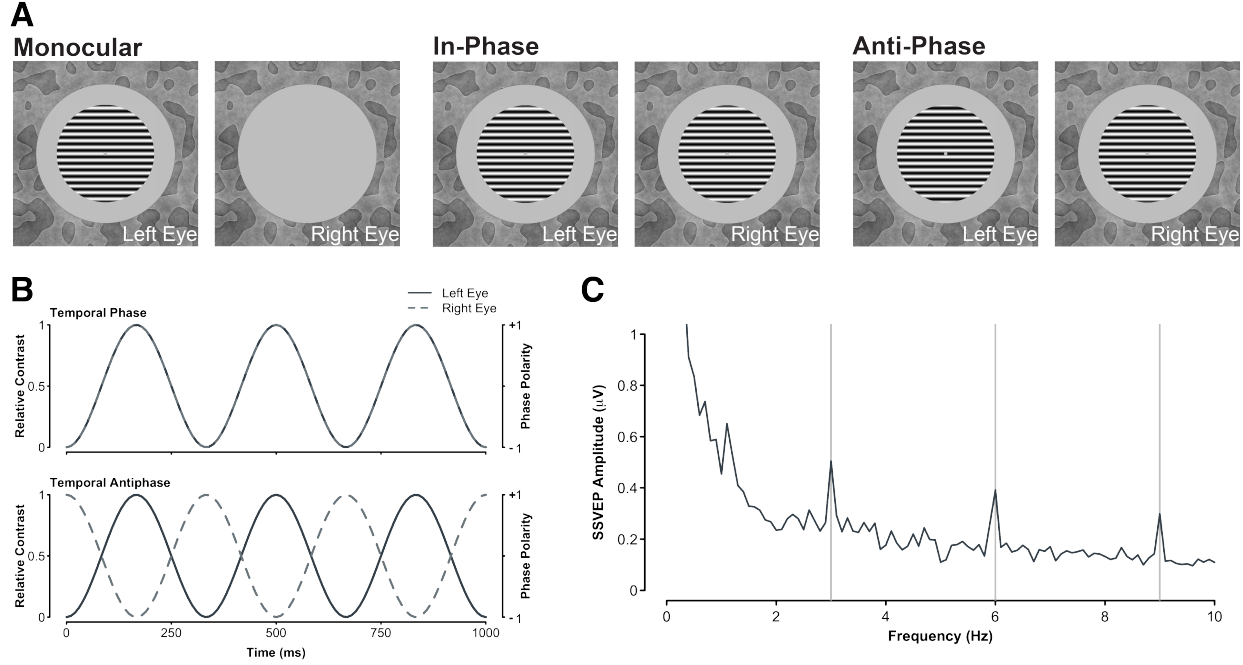 A
Monocular
In-Phase
Anti-Phase
Left Eye
Right Eye
Left Eye
Right Eye
Left Eye
Right Eye
B
Left Eye
Right Eye
Temporal Phase
1
0.5
0
Relative Contrast
+1
-1
Phase Polarity
Temporal Antiphase
1
0.5
0
Relative Contrast
+1
-1
Phase Polarity
0 250 500 750 1000
Time (ms)
C
1
0.8
0.6
0.4
0.2
0
SSVEP Amplitude (μV)
0 2 4 6 8 10
Frequency (Hz)